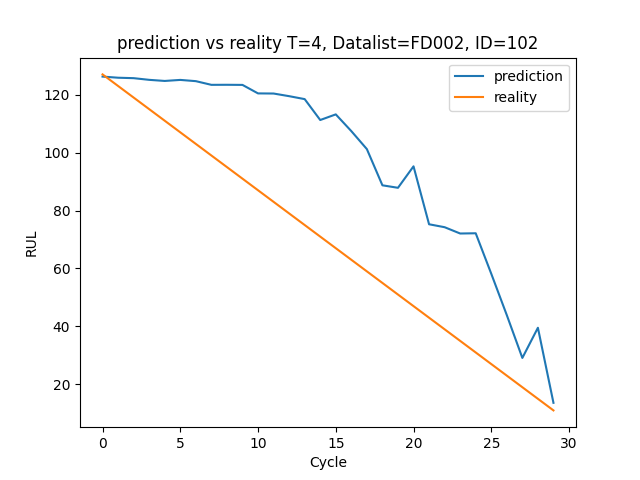 prediction vs reality T=4, Datalist=FD002, ID=102
prediction
reality
RUL
120
100
80
60
40
20
0 5 10 15 20 25 30
Cycle